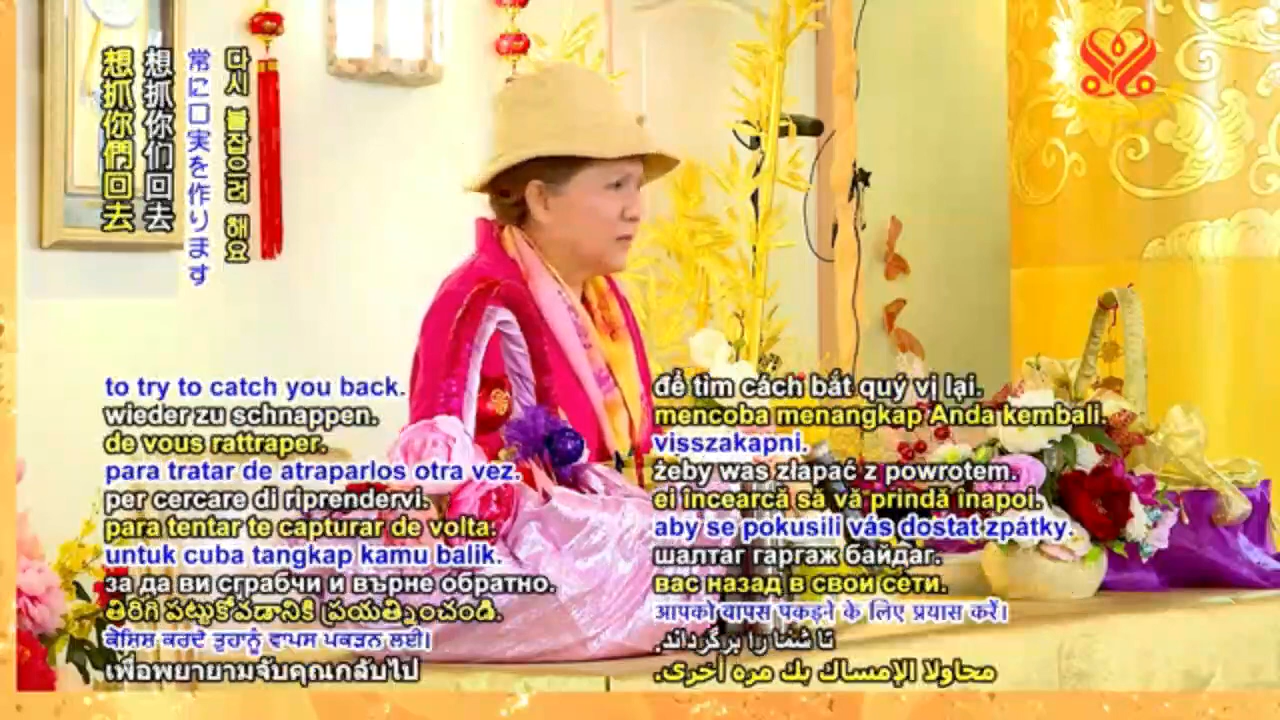 想抓你們回去
想抓你们回去
常に口実を作ります
다시 붙잡으려 해요
to try to catch you back.
wieder zu schnappen.
de vous rattraper.
para tratar de atraparlos otra vez.
per cercare di riprendervi.
para tentar te capturar de volta.
untuk cuba tangkap kamu balik.
за да ви сграбчи и върне обратно.
తిరిగి పట్టుకోవడానికి ప్రయత్నించండి.
ਕੋਸ਼ਿਸ਼ ਕਰਦੇ ਤੁਹਾਨੂੰ ਵਾਪਸ ਪਕੜਨ ਲਈ।
เพื่อพยายามจับคุณกลับไป
để tìm cách bắt quý vị lại.
mencoba menangkap Anda kembali.
visszakapni.
żeby was złapać z powrotem.
ei încearcă să vă prindă înapoi.
aby se pokusili vás dostat zpátky.
шалтаг гаргаж байдаг.
вас назад в свои сети.
आपको वापस पकड़ने के लिए प्रयास करें।
تا شما را برگرداند.
محاولا الإمساك بك مره أخرى.